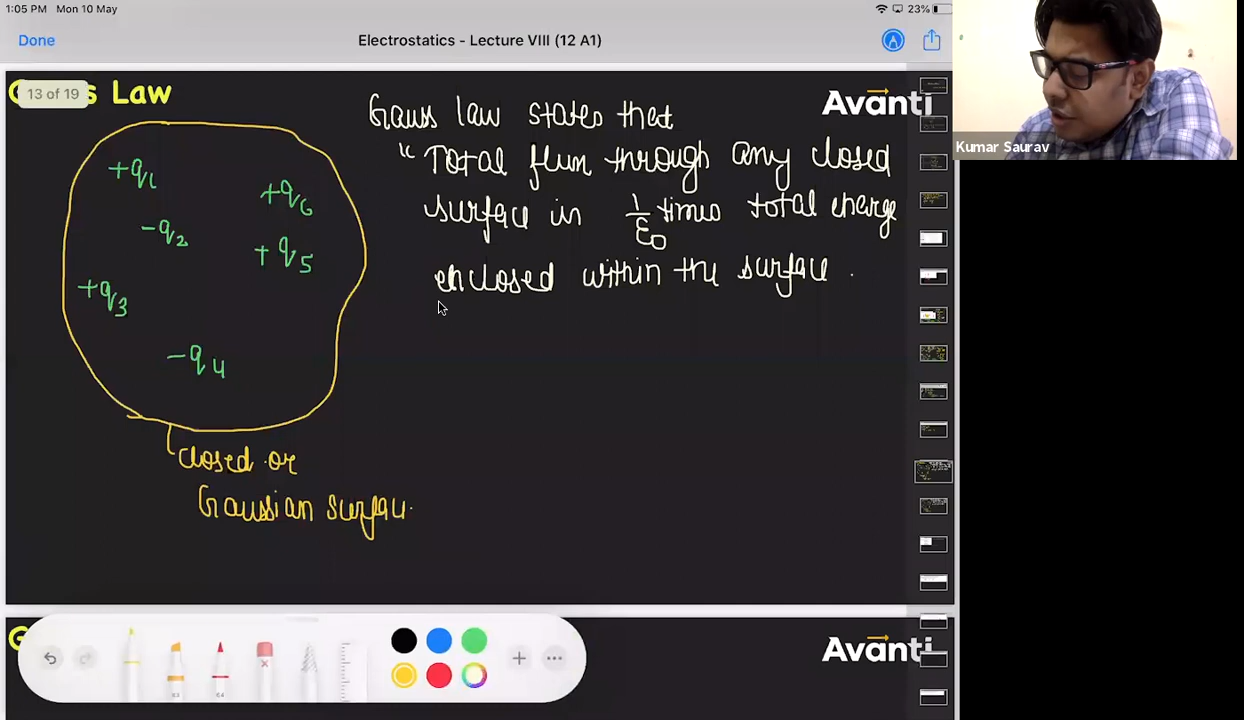 1:05 PM Mon 10 May
23%
Done
Electrostatics - Lecture VIII (12 A1)
13 of 19
s Law
Avanti
Gauss law states that
"Total flux through any closed
surface is 1/ε0 times total charge
enclosed within the surface.
+q1
+q6
-q2
+q5
+q3
-q4
closed or
Gaussian surface
Kumar Saurav
G
Avanti